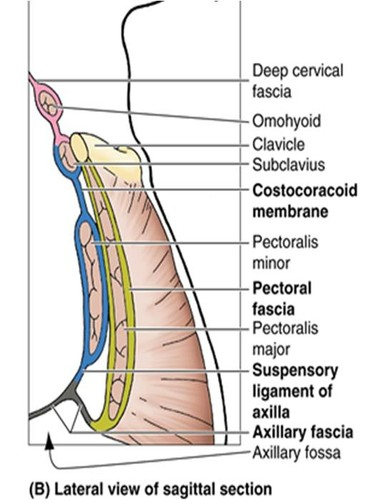 Deep cervical
fascia
Omohyoid
Clavicle
Subclavius
Costocoracoid
membrane
Pectoralis
minor
Pectoral
fascia
Pectoralis
major
Suspensory
ligament of
axilla
Axillary fascia
Axillary fossa
(B) Lateral view of sagittal section